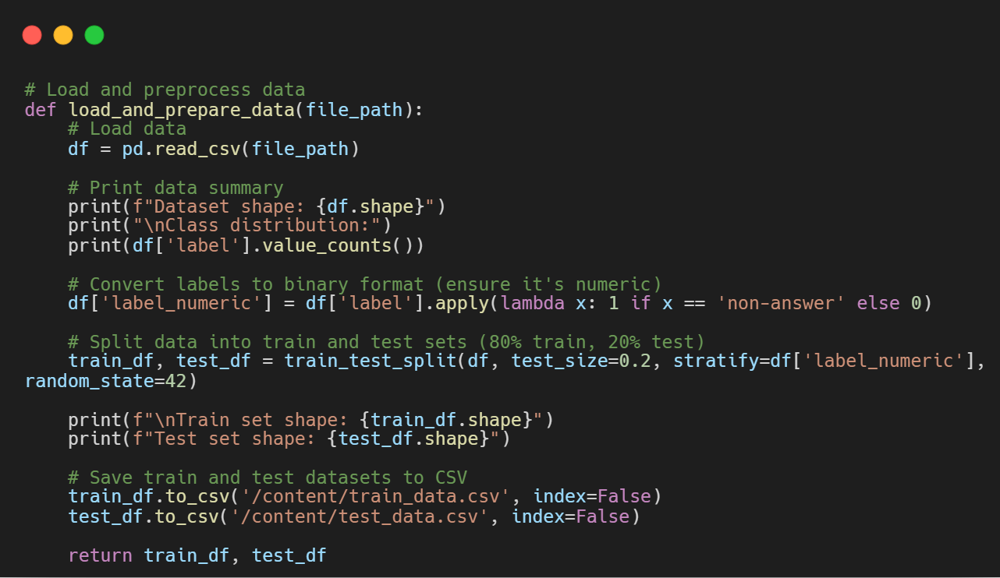 # Load and preprocess data
def load_and_prepare_data(file_path):
    # Load data
    df = pd.read_csv(file_path)

    # Print data summary
    print(f"Dataset shape: {df.shape}")
    print("\nClass distribution:")
    print(df['label'].value_counts())

    # Convert labels to binary format (ensure it's numeric)
    df['label_numeric'] = df['label'].apply(lambda x: 1 if x == 'non-answer' else 0)

    # Split data into train and test sets (80% train, 20% test)
    train_df, test_df = train_test_split(df, test_size=0.2, stratify=df['label_numeric'],
random_state=42)

    print(f"\nTrain set shape: {train_df.shape}")
    print(f"Test set shape: {test_df.shape}")

    # Save train and test datasets to CSV
    train_df.to_csv('/content/train_data.csv', index=False)
    test_df.to_csv('/content/test_data.csv', index=False)

    return train_df, test_df